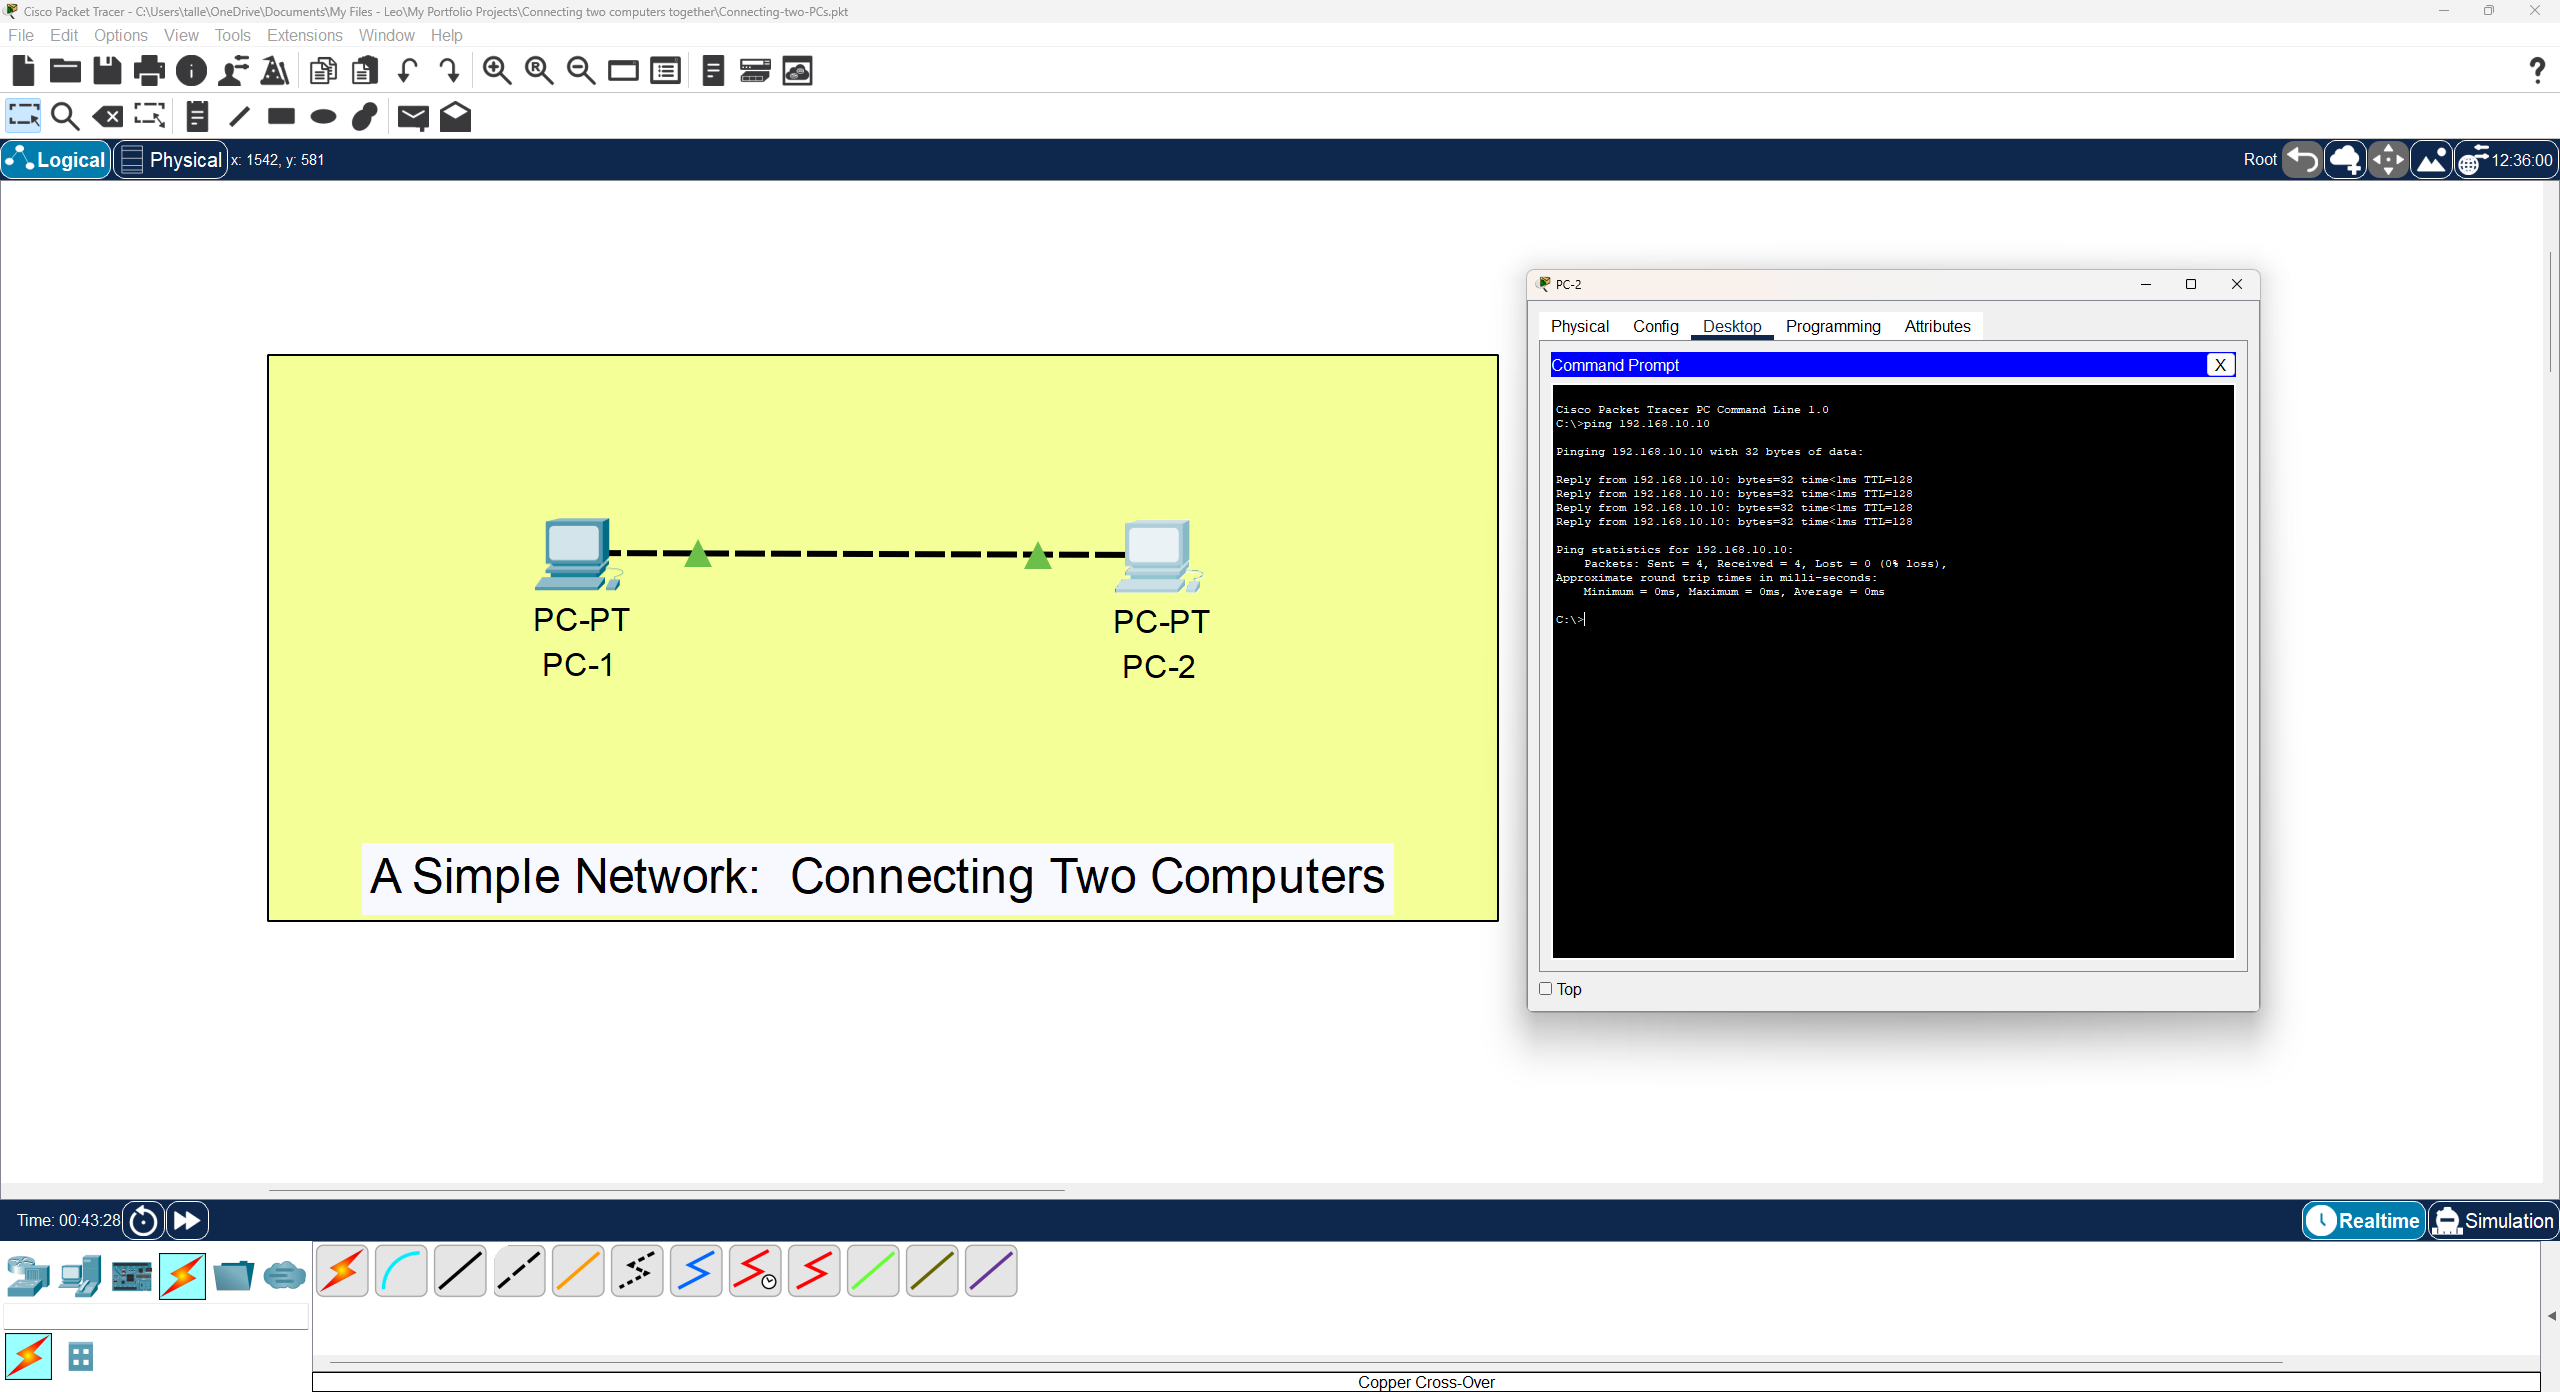 Cisco Packet Tracer - C:\Users\talle\OneDrive\Documents\My Files - Leo\My Portfolio Projects\Connecting two computers together\Connecting-two-PCs.pkt
File Edit Options View Tools Extensions Window Help
Logical Physical x: 1542, y: 581 Root 12:36:00
PC-2
Physical Config Desktop Programming Attributes
Command Prompt X
Cisco Packet Tracer PC Command Line 1.0
C:\>ping 192.168.10.10
Pinging 192.168.10.10 with 32 bytes of data:
Reply from 192.168.10.10: bytes=32 time<1ms TTL=128
Reply from 192.168.10.10: bytes=32 time<1ms TTL=128
Reply from 192.168.10.10: bytes=32 time<1ms TTL=128
Reply from 192.168.10.10: bytes=32 time<1ms TTL=128
Ping statistics for 192.168.10.10:
Packets: Sent = 4, Received = 4, Lost = 0 (0% loss),
Approximate round trip times in milli-seconds:
Minimum = 0ms, Maximum = 0ms, Average = 0ms
C:\>
Top
PC-PT PC-PT
PC-1 PC-2
A Simple Network:  Connecting Two Computers
Time: 00:43:28 Realtime Simulation
Copper Cross-Over